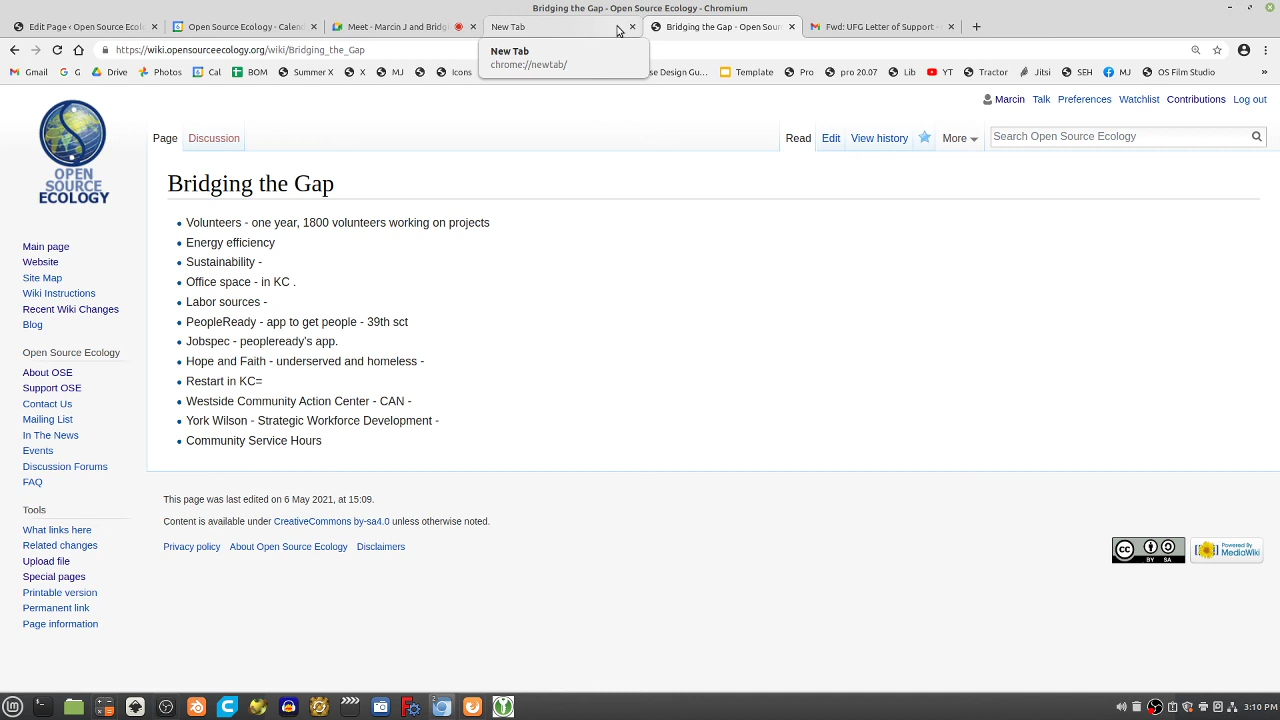 Bridging the Gap - Open Source Ecology - Chromium
Edit Page ‹ Open Source Ecol
Open Source Ecology - Calend
Meet - Marcin J and Bridg
New Tab
Bridging the Gap - Open Sour
Fwd: UFG Letter of Support -
https://wiki.opensourceecology.org/wiki/Bridging_the_Gap
New Tab
chrome://newtab/
Gmail
Drive
Photos
Cal
BOM
Summer X
X
MJ
Icons
se Design Gu...
Template
Pro
pro 20.07
Lib
YT
Tractor
Jitsi
SEH
MJ
OS Film Studio
Marcin
Talk
Preferences
Watchlist
Contributions
Log out
OPEN
SOURCE
ECOLOGY
Page
Discussion
Read
Edit
View history
More
Search Open Source Ecology
Bridging the Gap
Volunteers - one year, 1800 volunteers working on projects
Energy efficiency
Sustainability -
Office space - in KC .
Labor sources -
PeopleReady - app to get people - 39th sct
Jobspec - peopleready's app.
Hope and Faith - underserved and homeless -
Restart in KC=
Westside Community Action Center - CAN -
York Wilson - Strategic Workforce Development -
Community Service Hours
Main page
Website
Site Map
Wiki Instructions
Recent Wiki Changes
Blog
Open Source Ecology
About OSE
Support OSE
Contact Us
Mailing List
In The News
Events
Discussion Forums
FAQ
Tools
What links here
Related changes
Upload file
Special pages
Printable version
Permanent link
Page information
This page was last edited on 6 May 2021, at 15:09.
Content is available under CreativeCommons by-sa4.0 unless otherwise noted.
Privacy policy
About Open Source Ecology
Disclaimers
cc
BY SA
Powered By
MediaWiki
3:10 PM